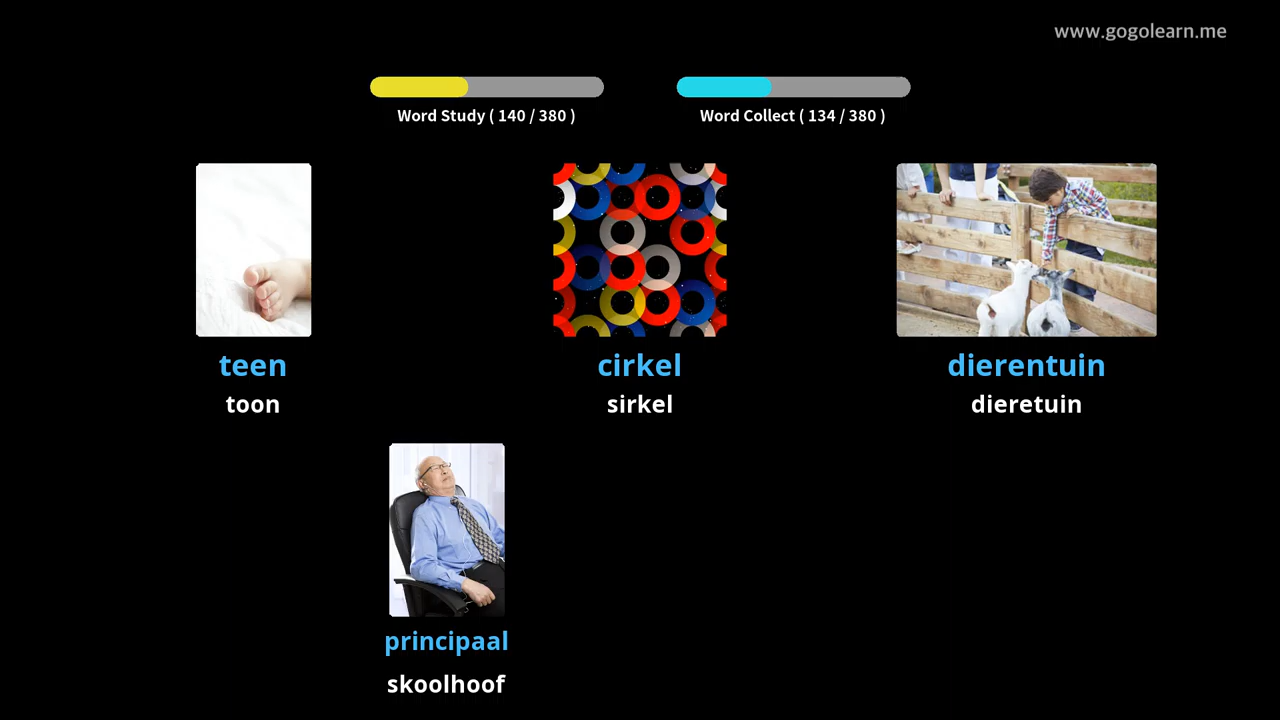 www.gogolearn.me
Word Study ( 140 / 380 )
Word Collect ( 134 / 380 )
teen
toon
cirkel
sirkel
dierentuin
dieretuin
principaal
skoolhoof